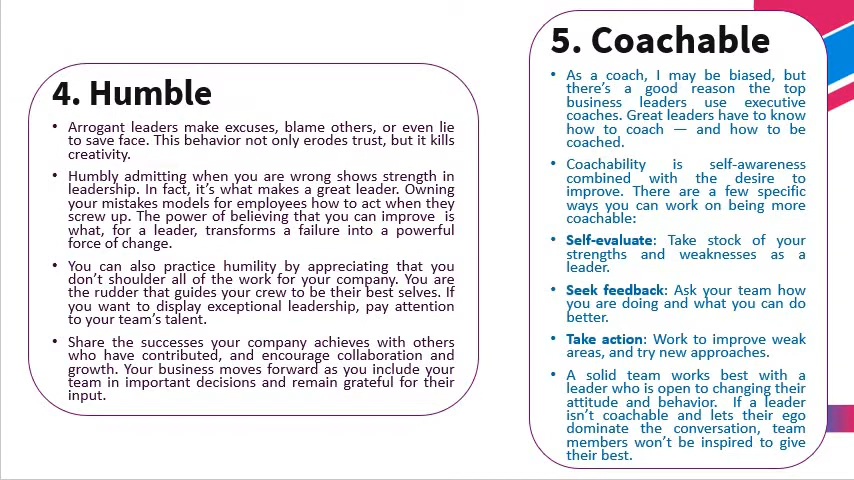 4. Humble
• Arrogant leaders make excuses, blame others, or even lie
to save face. This behavior not only erodes trust, but it kills
creativity.
• Humbly admitting when you are wrong shows strength in
leadership. In fact, it's what makes a great leader. Owning
your mistakes models for employees how to act when they
screw up. The power of believing that you can improve is
what, for a leader, transforms a failure into a powerful
force of change.
• You can also practice humility by appreciating that you
don't shoulder all of the work for your company. You are
the rudder that guides your crew to be their best selves. If
you want to display exceptional leadership, pay attention
to your team's talent.
• Share the successes your company achieves with others
who have contributed, and encourage collaboration and
growth. Your business moves forward as you include your
team in important decisions and remain grateful for their
input.
5. Coachable
• As a coach, I may be biased, but
there's a good reason the top
business leaders use executive
coaches. Great leaders have to know
how to coach — and how to be
coached.
• Coachability is self-awareness
combined with the desire to
improve. There are a few specific
ways you can work on being more
coachable:
• Self-evaluate: Take stock of your
strengths and weaknesses as a
leader.
• Seek feedback: Ask your team how
you are doing and what you can do
better.
• Take action: Work to improve weak
areas, and try new approaches.
• A solid team works best with a
leader who is open to changing their
attitude and behavior. If a leader
isn't coachable and lets their ego
dominate the conversation, team
members won't be inspired to give
their best.